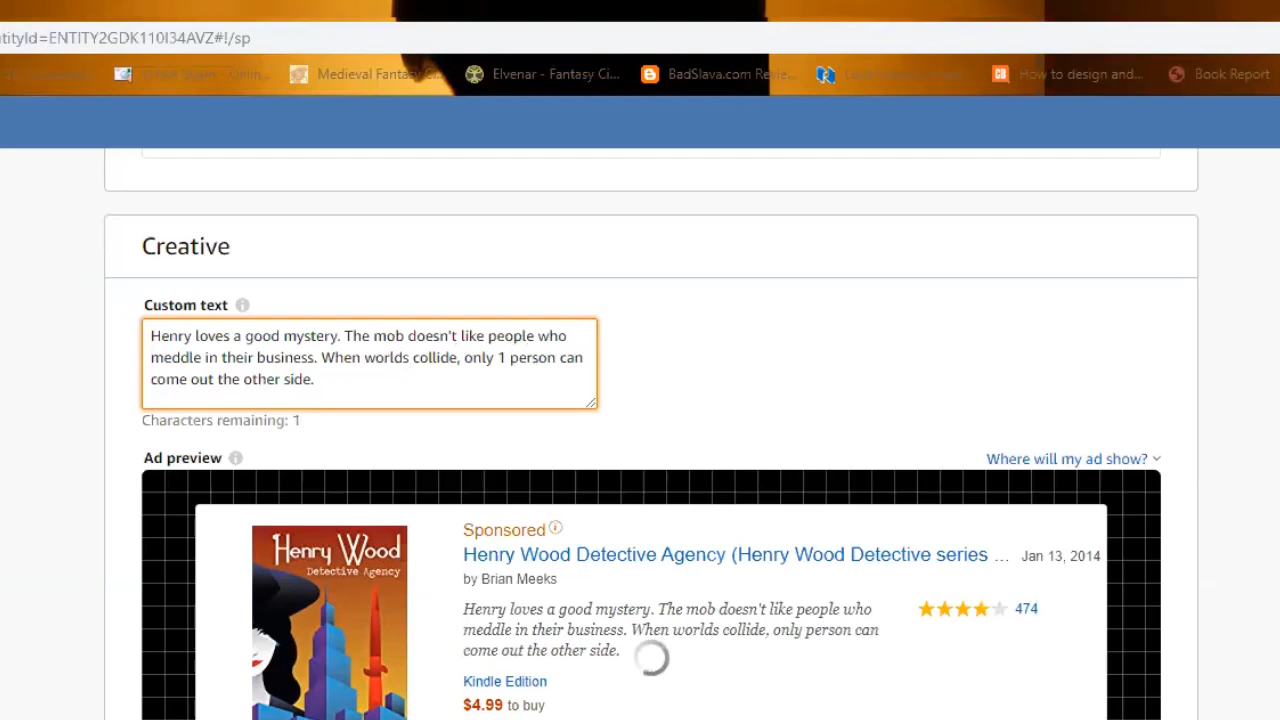 tityId=ENTITY2GDK110I34AVZ#!/sp
Medieval Fantasy Ci... Elvenar - Fantasy Ci... BadSlava.com Revie... How to design and... Book Report
Creative
Custom text
Henry loves a good mystery. The mob doesn't like people who
meddle in their business. When worlds collide, only 1 person can
come out the other side.
Characters remaining: 1
Ad preview
Where will my ad show?
Henry Wood
Detective Agency
Sponsored
Henry Wood Detective Agency (Henry Wood Detective series ... Jan 13, 2014
by Brian Meeks
Henry loves a good mystery. The mob doesn't like people who
meddle in their business. When worlds collide, only person can
come out the other side.
474
Kindle Edition
$4.99 to buy